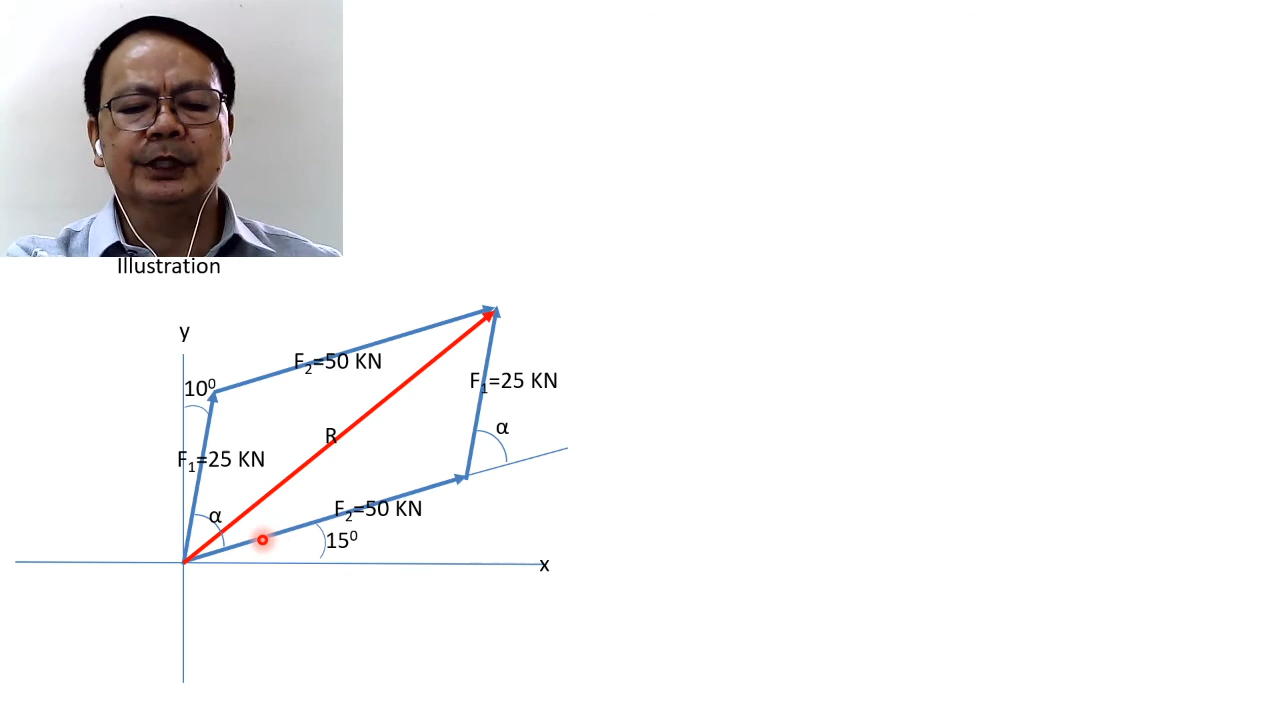 Illustration
y
F₂=50 KN
10⁰
F₁=25 KN
α
R
F₁=25 KN
α
F₂=50 KN
15⁰
x